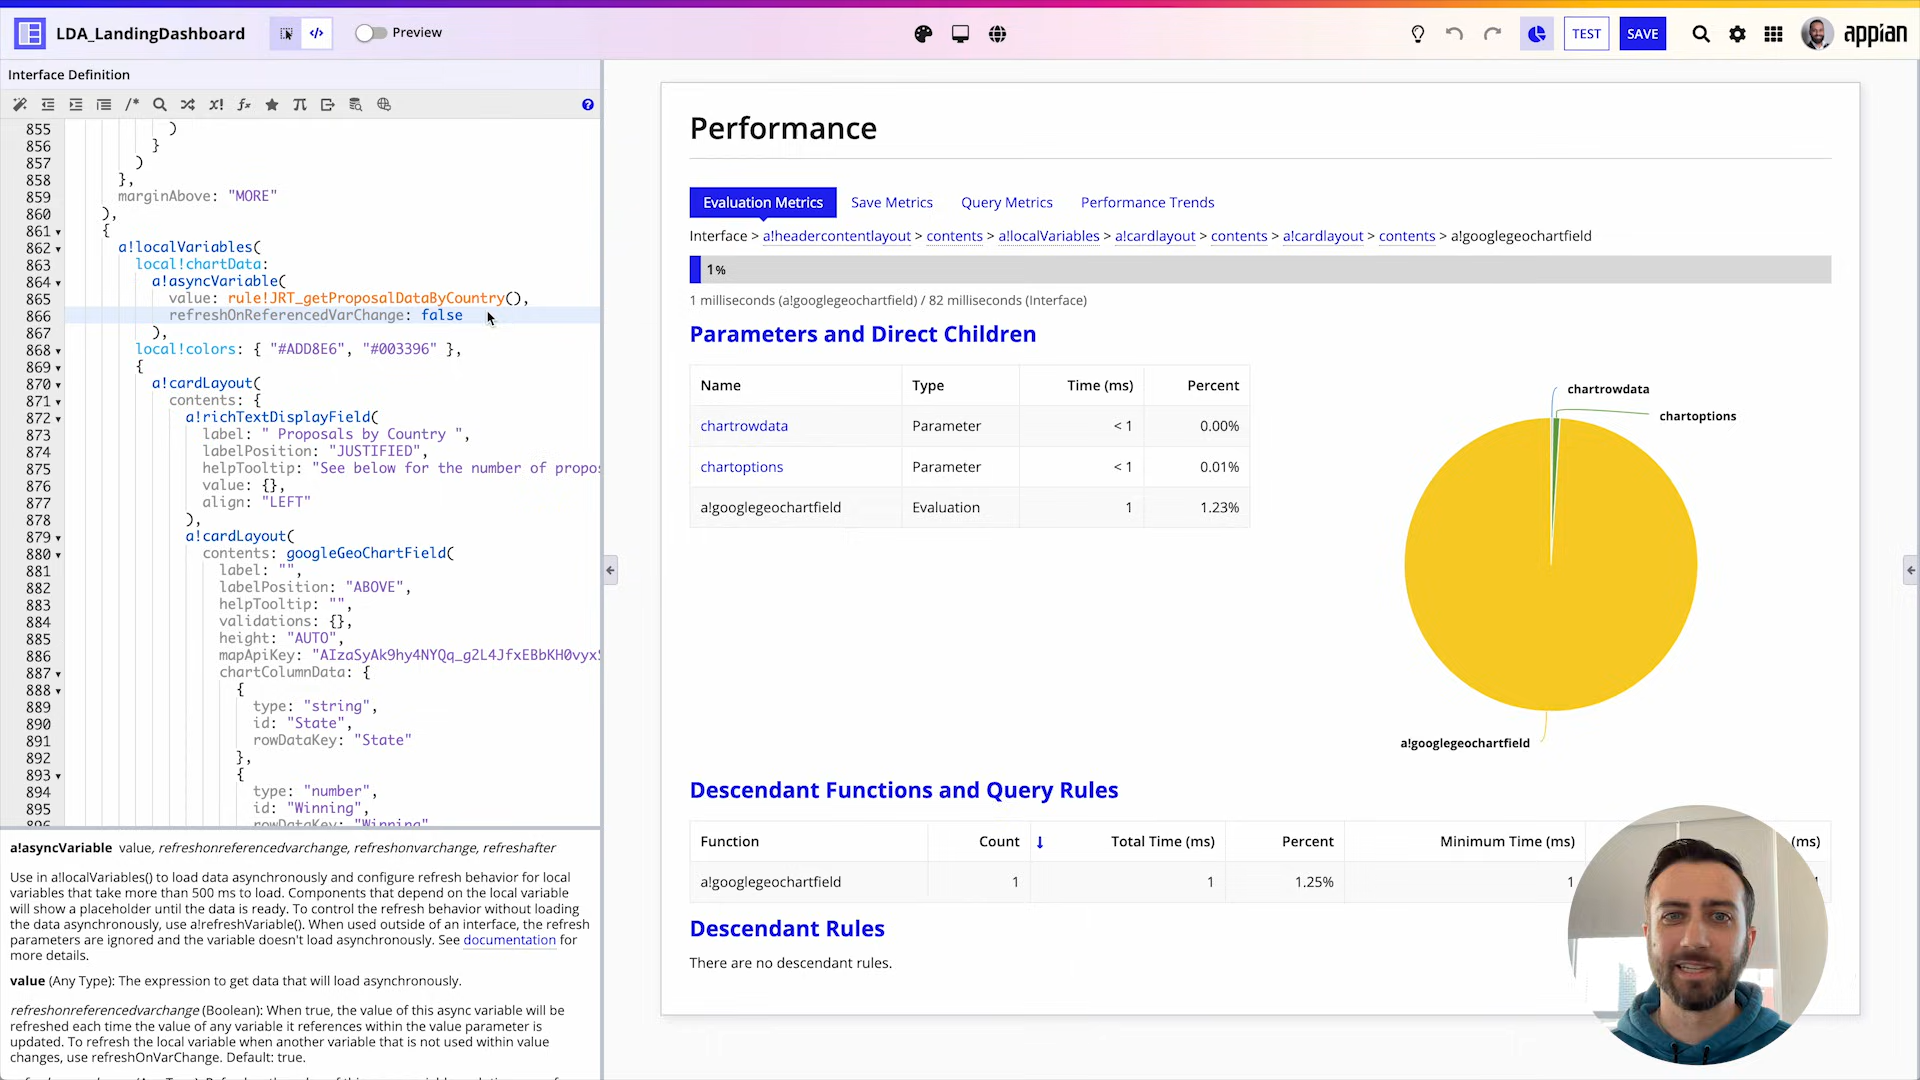 LDA_LandingDashboard
Preview
TEST
SAVE
appian
Interface Definition
855 )
856 }
857 )
858 },
859 marginAbove: "MORE"
860 ),
861 {
862 a!localVariables(
863 local!chartData:
864 a!asyncVariable(
865 value: rule!JRT_getProposalDataByCountry(),
866 refreshOnReferencedVarChange: false
867 ),
868 local!colors: { "#ADD8E6", "#003396" },
869 {
870 a!cardLayout(
871 contents: {
872 a!richTextDisplayField(
873 label: " Proposals by Country ",
874 labelPosition: "JUSTIFIED",
875 helpTooltip: "See below for the number of propos
876 value: {},
877 align: "LEFT"
878 ),
879 a!cardLayout(
880 contents: googleGeoChartField(
881 label: "",
882 labelPosition: "ABOVE",
883 helpTooltip: "",
884 validations: {},
885 height: "AUTO",
886 mapApiKey: "AIzaSyAk9hy4NYQq_g2L4JfxEBbKH0vyx
887 chartColumnData: {
888 {
889 type: "string",
890 id: "State",
891 rowDataKey: "State"
892 },
893 {
894 type: "number",
895 id: "Winning",
896 rowDataKey: "Winning"
a!asyncVariable value, refreshonreferencedvarchange, refreshonvarchange, refreshafter
Use in a!localVariables() to load data asynchronously and configure refresh behavior for local
variables that take more than 500 ms to load. Components that depend on the local variable
will show a placeholder until the data is ready. To control the refresh behavior without loading
the data asynchronously, use a!refreshVariable(). When used outside of an interface, the refresh
parameters are ignored and the variable doesn't load asynchronously. See documentation for
more details.
value (Any Type): The expression to get data that will load asynchronously.
refreshonreferencedvarchange (Boolean): When true, the value of this async variable will be
refreshed each time the value of any variable it references within the value parameter is
updated. To refresh the local variable when another variable that is not used within value
changes, use refreshOnVarChange. Default: true.
Performance
Evaluation Metrics Save Metrics Query Metrics Performance Trends
Interface > a!headercontentlayout > contents > a!localVariables > a!cardlayout > contents > a!cardlayout > contents > a!googlegeochartfield
1%
1 milliseconds (a!googlegeochartfield) / 82 milliseconds (Interface)
Parameters and Direct Children
Name Type Time (ms) Percent
chartrowdata Parameter < 1 0.00%
chartoptions Parameter < 1 0.01%
a!googlegeochartfield Evaluation 1 1.23%
chartrowdata
chartoptions
a!googlegeochartfield
Descendant Functions and Query Rules
Function Count Total Time (ms) Percent Minimum Time (ms) (ms)
a!googlegeochartfield 1 1 1.25% 1
Descendant Rules
There are no descendant rules.